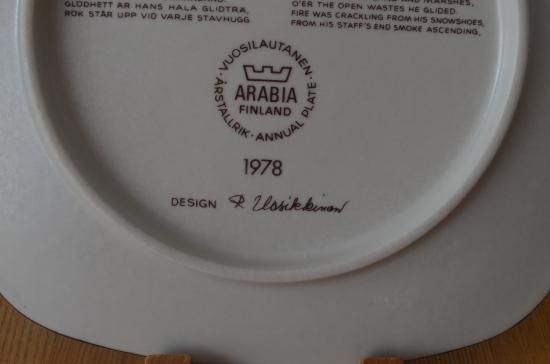 GLÖDHETT ÄR HANS HALA GLIDTRÄ,
RÖK STÅR UPP VID VARJE STAVHUGG
O'ER THE OPEN WASTES HE GLIDED.
FIRE WAS CRACKLING FROM HIS SNOWSHOES,
FROM HIS STAFF'S END SMOKE ASCENDING,
VUOSILAUTANEN
ARABIA
FINLAND
ÅRSTALLRIK · ANNUAL PLATE
1978
DESIGN R Uosikkinen